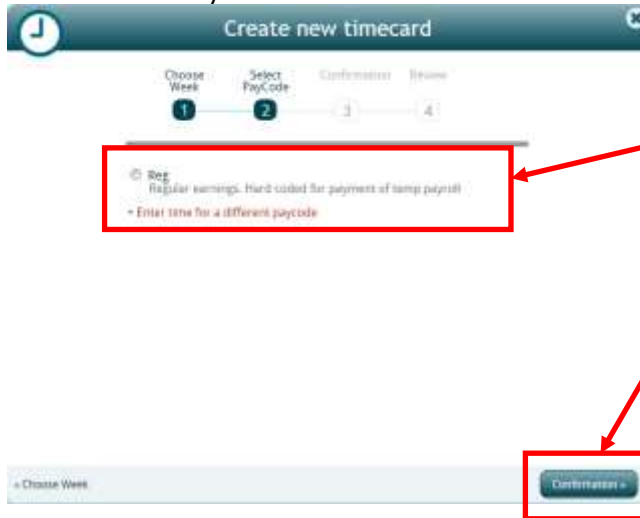 Create new timecard
Choose Week
Select PayCode
Confirmation
Review
1
2
3
4
Reg
Regular earnings. Hard coded for payment of temp payroll
+ Enter time for a different paycode
« Choose Week
Confirmation »